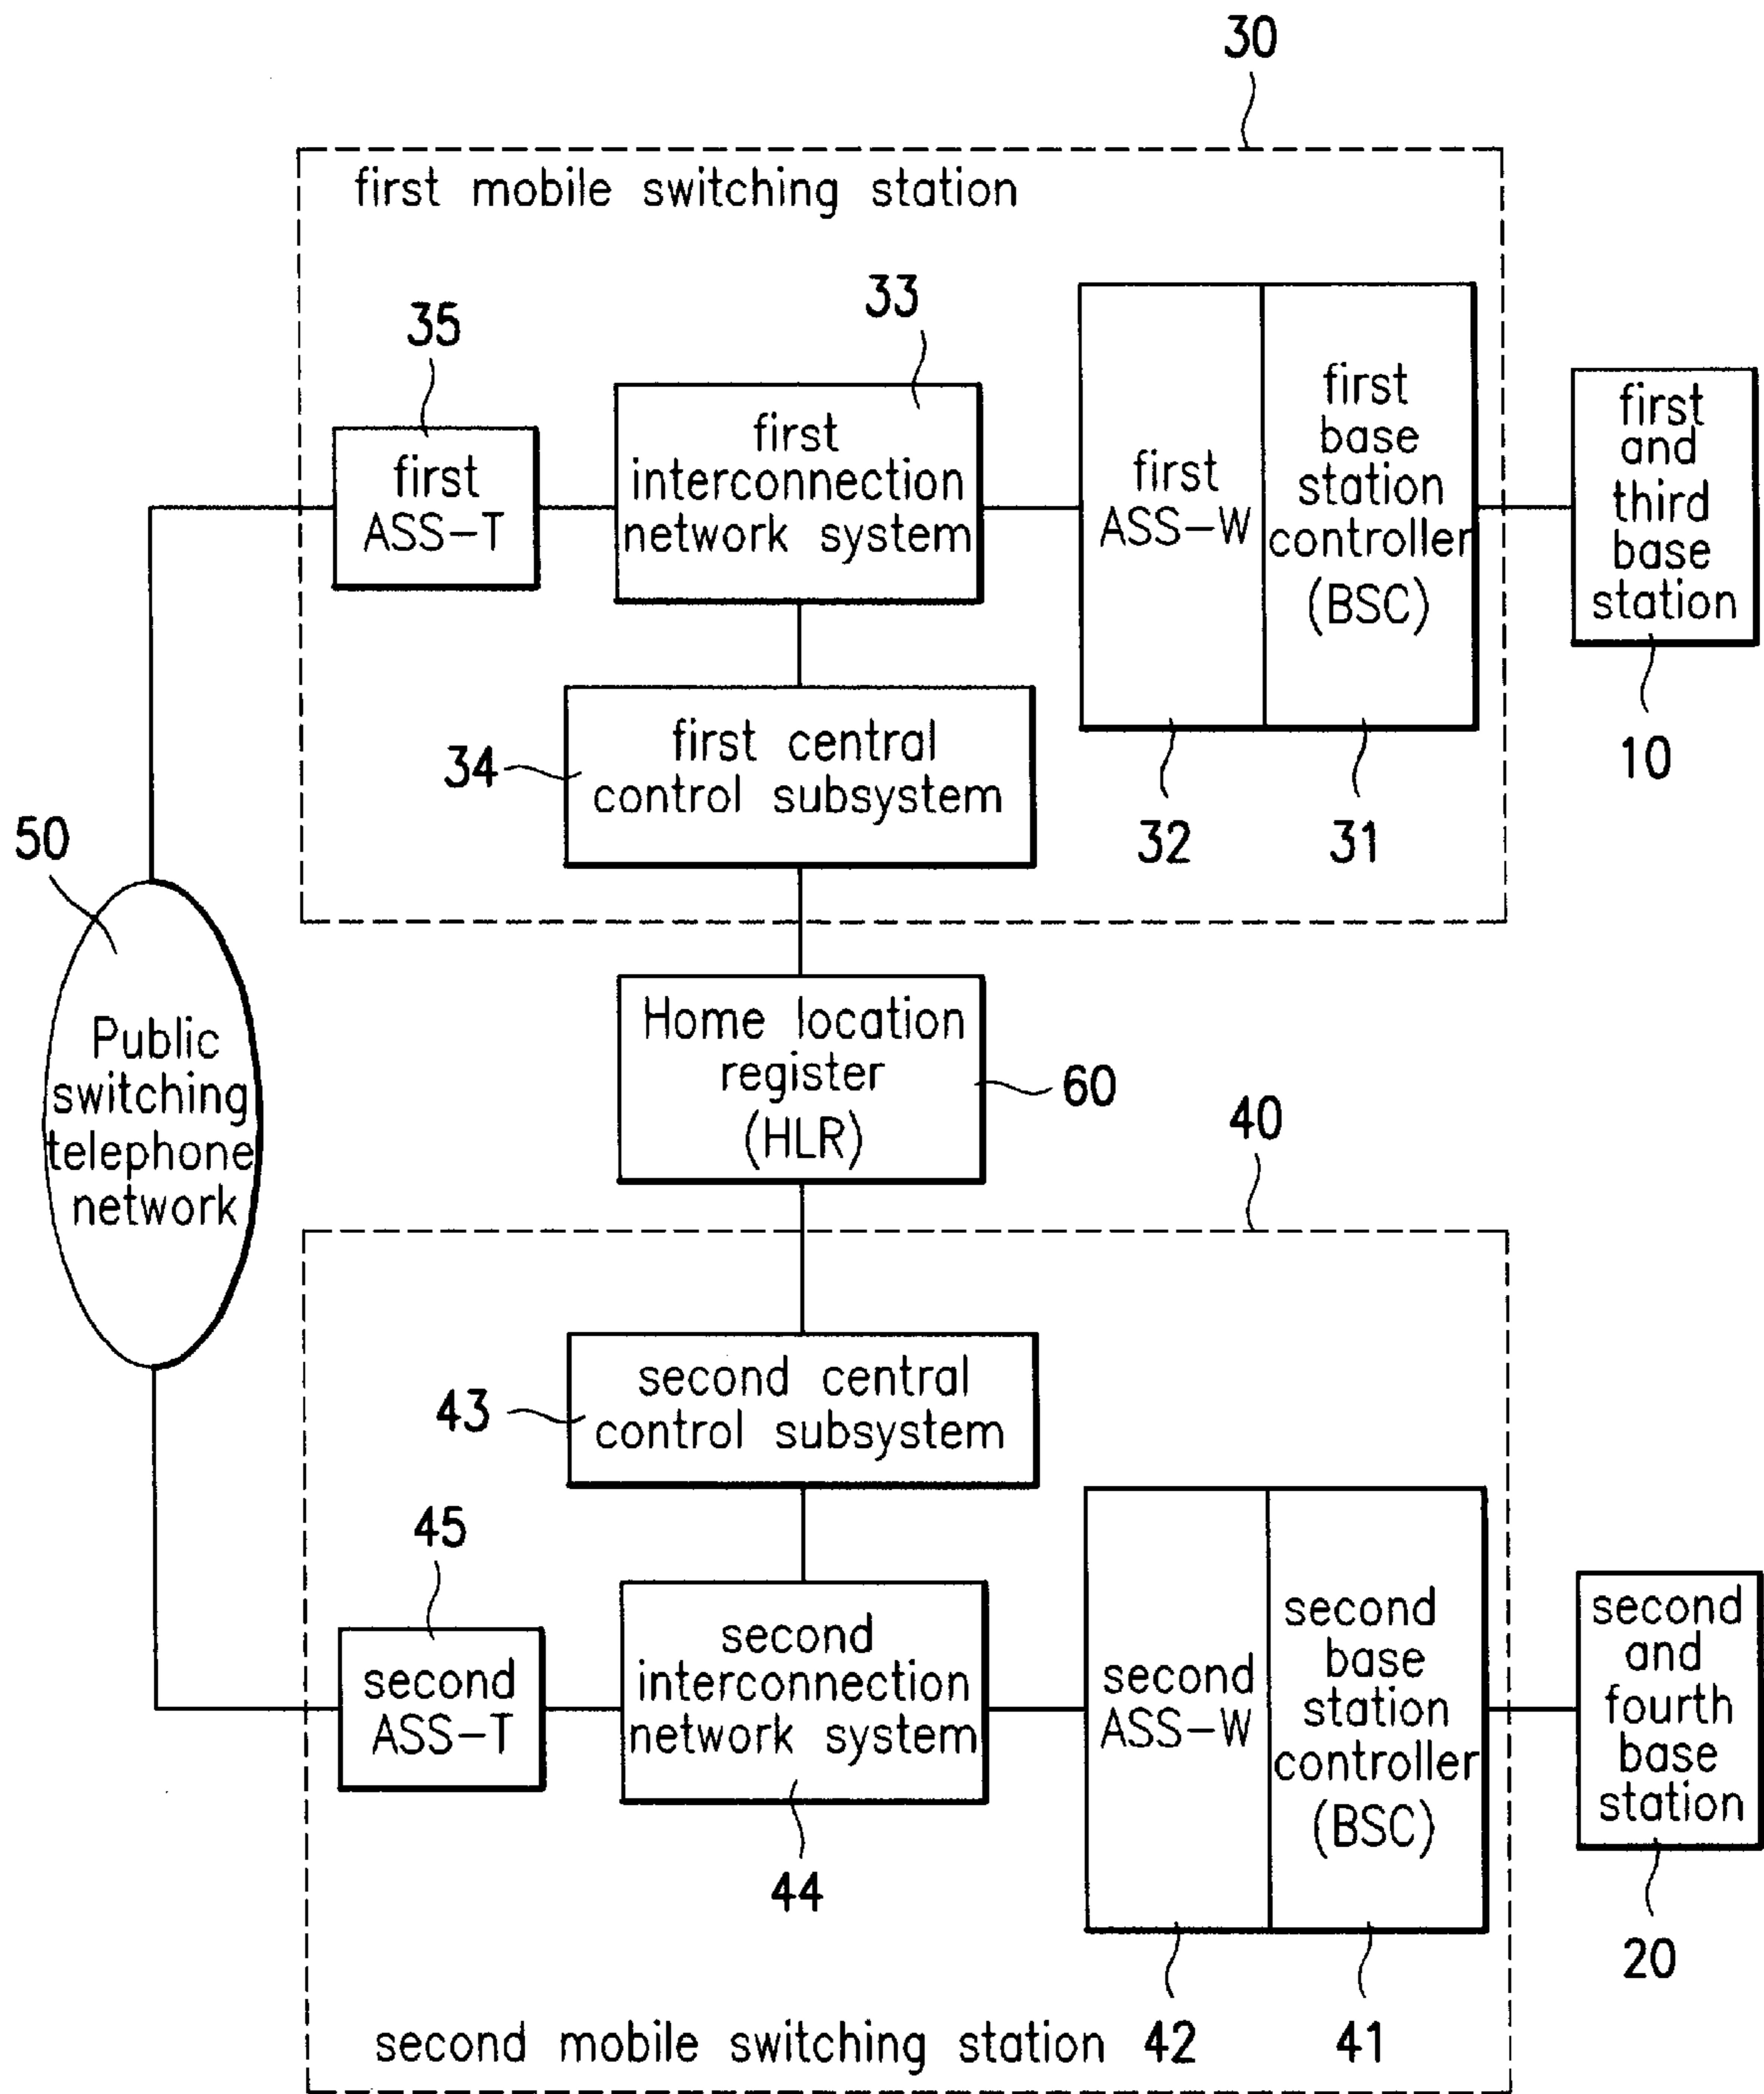 30
first mobile switching station
33
35
first
ASS-T
first
interconnection
network system
first
ASS-W
first
base
station
controller
(BSC)
first
and
third
base
station
34
first central
control subsystem
32
31
10
50
Public
switching
telephone
network
Home location
register
(HLR)
60
40
43
second central
control subsystem
45
second
ASS-T
second
interconnection
network system
44
second
ASS-W
second
base
station
controller
(BSC)
second
and
fourth
base
station
20
second mobile switching station
42
41